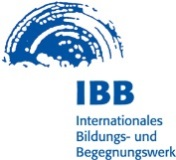 IBB
Internationales
Bildungs- und
Begegnungswerk